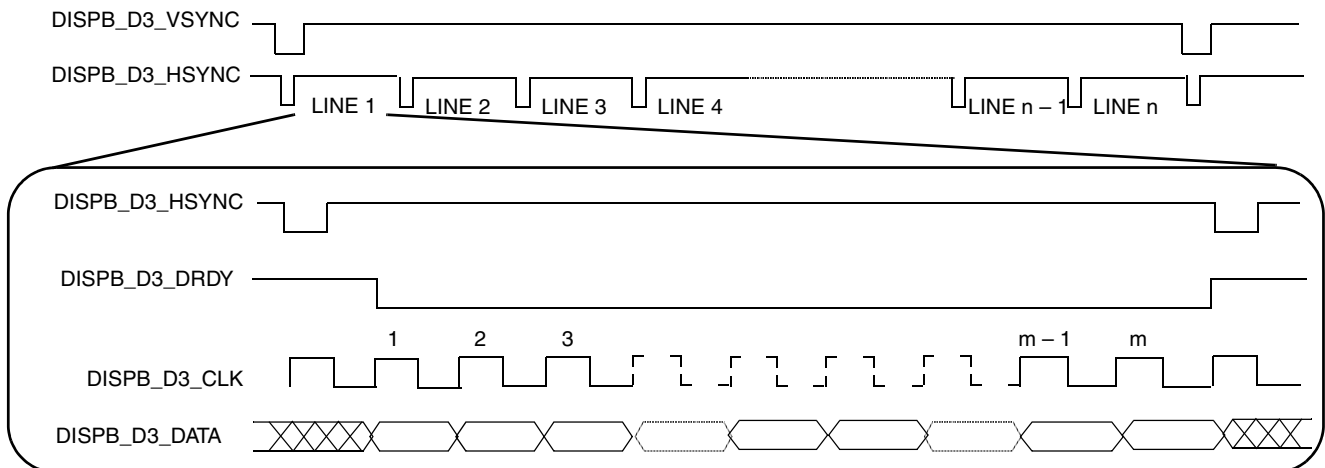 DISPB_D3_VSYNC
DISPB_D3_HSYNC
LINE 1 LINE 2 LINE 3 LINE 4 LINE n – 1 LINE n
DISPB_D3_HSYNC
DISPB_D3_DRDY
1 2 3 m – 1 m
DISPB_D3_CLK
DISPB_D3_DATA